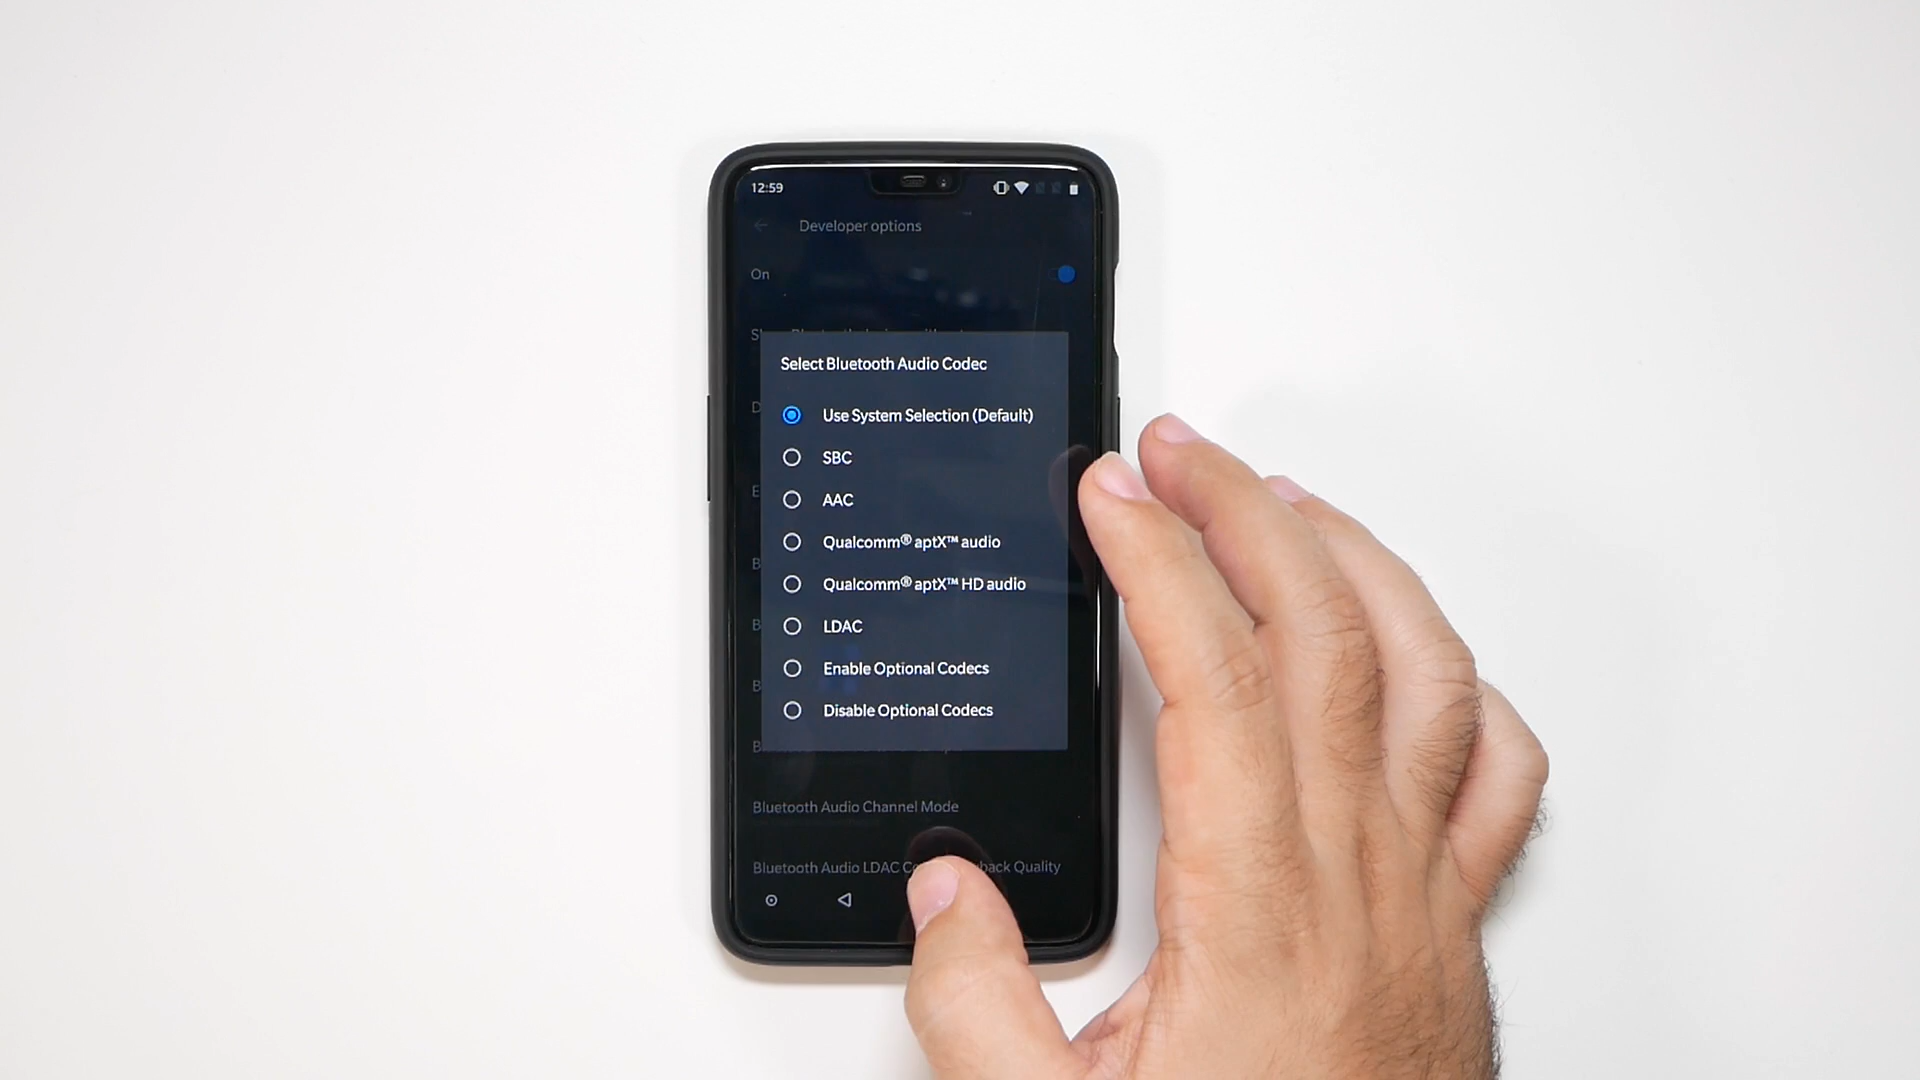 12:59
Developer options
On
Select Bluetooth Audio Codec
Use System Selection (Default)
SBC
AAC
Qualcomm® aptX™ audio
Qualcomm® aptX™ HD audio
LDAC
Enable Optional Codecs
Disable Optional Codecs
Bluetooth Audio Channel Mode
Bluetooth Audio LDAC Quality